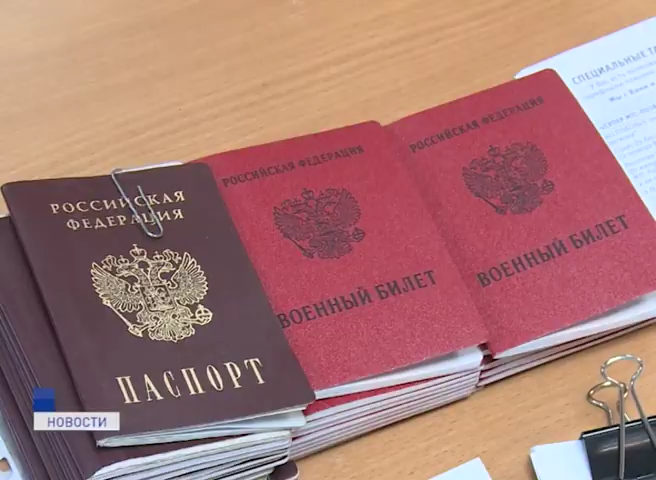 РОССИЙСКАЯ
ФЕДЕРАЦИЯ
ПАСПОРТ
РОССИЙСКАЯ ФЕДЕРАЦИЯ
ВОЕННЫЙ БИЛЕТ
РОССИЙСКАЯ ФЕДЕРАЦИЯ
ВОЕННЫЙ БИЛЕТ
СПЕЦИАЛЬНЫЕ
НОВОСТИ